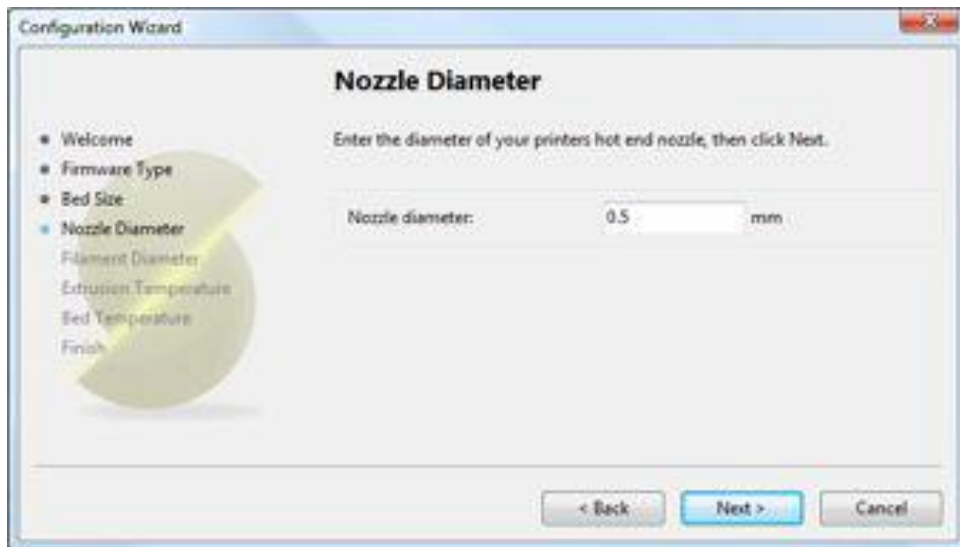 Configuration Wizard
Nozzle Diameter
Welcome
Firmware Type
Bed Size
Nozzle Diameter
Filament Diameter
Extrusion Temperature
Bed Temperature
Finish
Enter the diameter of your printers hot end nozzle, then click Next.
Nozzle diameter: 0.5 mm
< Back Next > Cancel